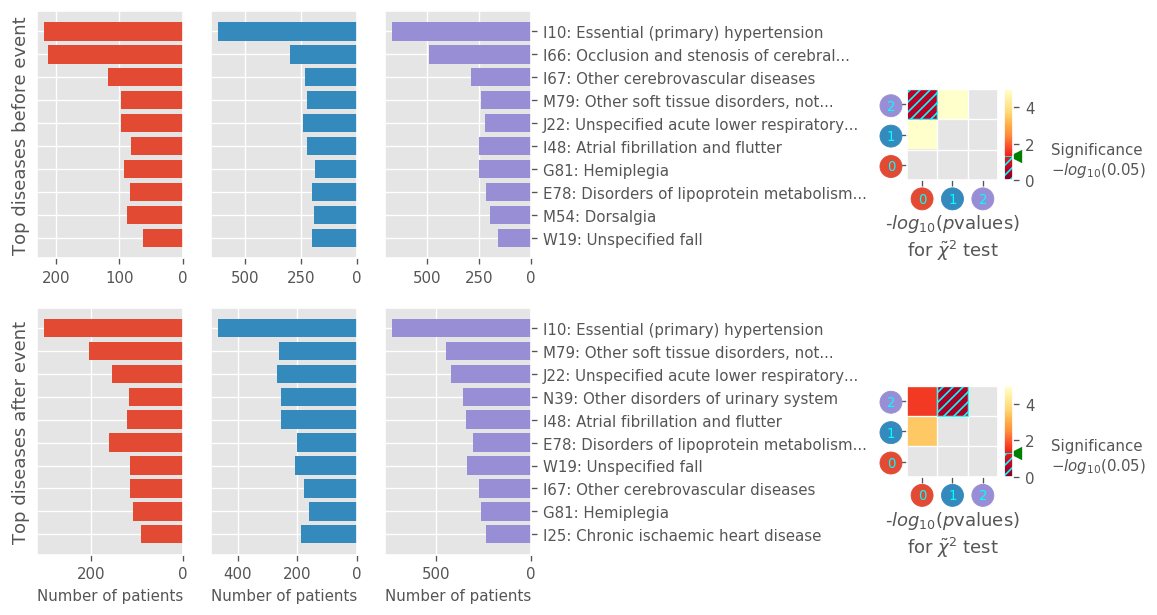 Top diseases before event
200 100 0
500 250 0
500 250 0
I10: Essential (primary) hypertension
I66: Occlusion and stenosis of cerebral...
I67: Other cerebrovascular diseases
M79: Other soft tissue disorders, not...
J22: Unspecified acute lower respiratory...
I48: Atrial fibrillation and flutter
G81: Hemiplegia
E78: Disorders of lipoprotein metabolism...
M54: Dorsalgia
W19: Unspecified fall
2
1
0
0 1 2
4
2
0
Significance
−log₁₀(0.05)
-log₁₀(pvalues)
for χ̃² test
Top diseases after event
200 0
400 200 0
500 0
Number of patients
Number of patients
Number of patients
I10: Essential (primary) hypertension
M79: Other soft tissue disorders, not...
J22: Unspecified acute lower respiratory...
N39: Other disorders of urinary system
I48: Atrial fibrillation and flutter
E78: Disorders of lipoprotein metabolism...
W19: Unspecified fall
I67: Other cerebrovascular diseases
G81: Hemiplegia
I25: Chronic ischaemic heart disease
2
1
0
0 1 2
4
2
0
Significance
−log₁₀(0.05)
-log₁₀(pvalues)
for χ̃² test